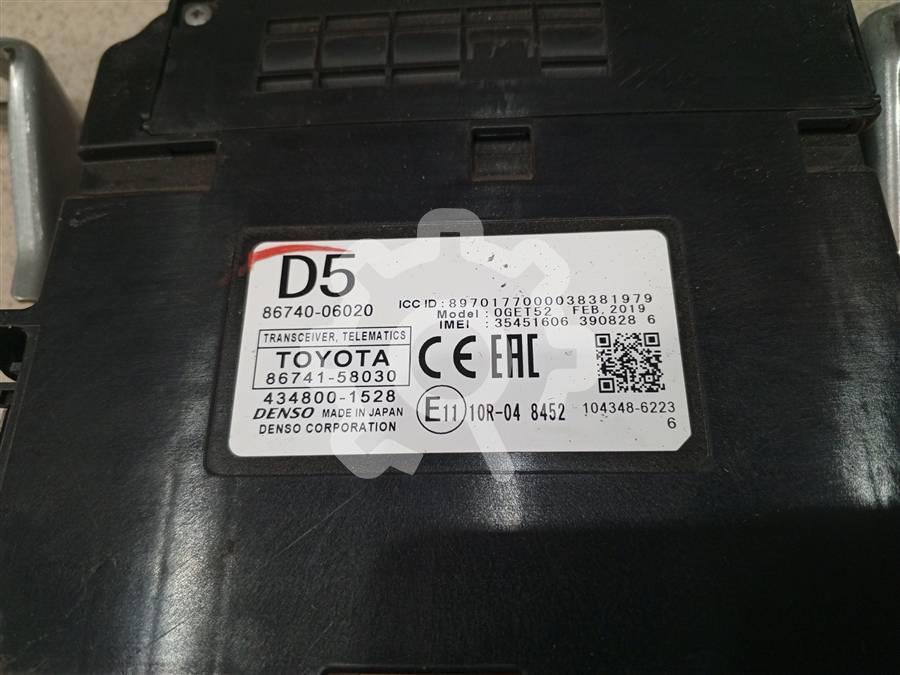 D5
86740-06020
ICC ID : 8970177000038381979
Model : 0GET52 FEB. 2019
IMEI : 35451606 390828 6
TRANSCEIVER, TELEMATICS
TOYOTA
86741-58030
434800-1528
DENSO MADE IN JAPAN
DENSO CORPORATION
CE EAC
E11 10R-04 8452
104348-6223
6